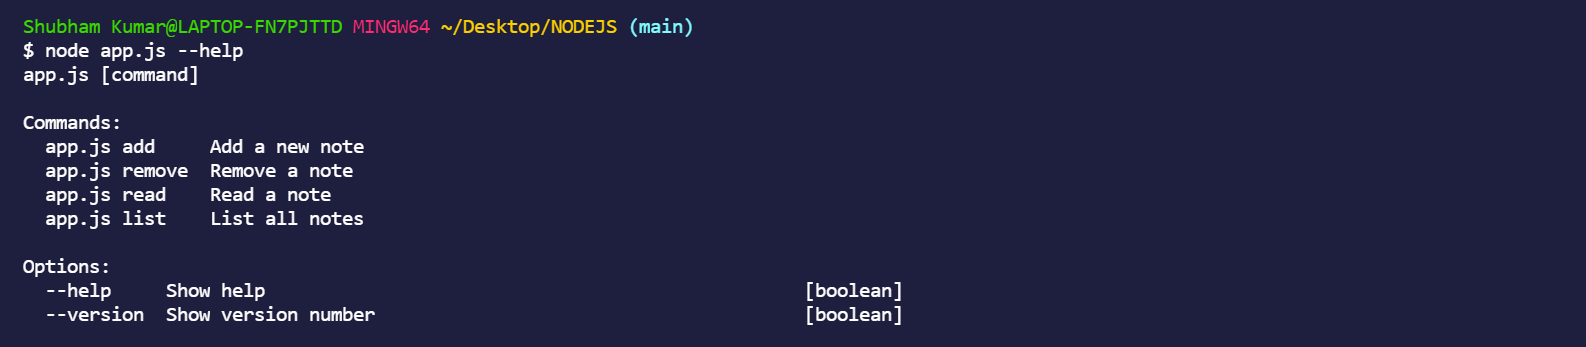 Shubham Kumar@LAPTOP-FN7PJTTD MINGW64 ~/Desktop/NODEJS (main)
$ node app.js --help
app.js [command]

Commands:
  app.js add     Add a new note
  app.js remove  Remove a note
  app.js read    Read a note
  app.js list    List all notes

Options:
  --help     Show help                                                 [boolean]
  --version  Show version number                                       [boolean]